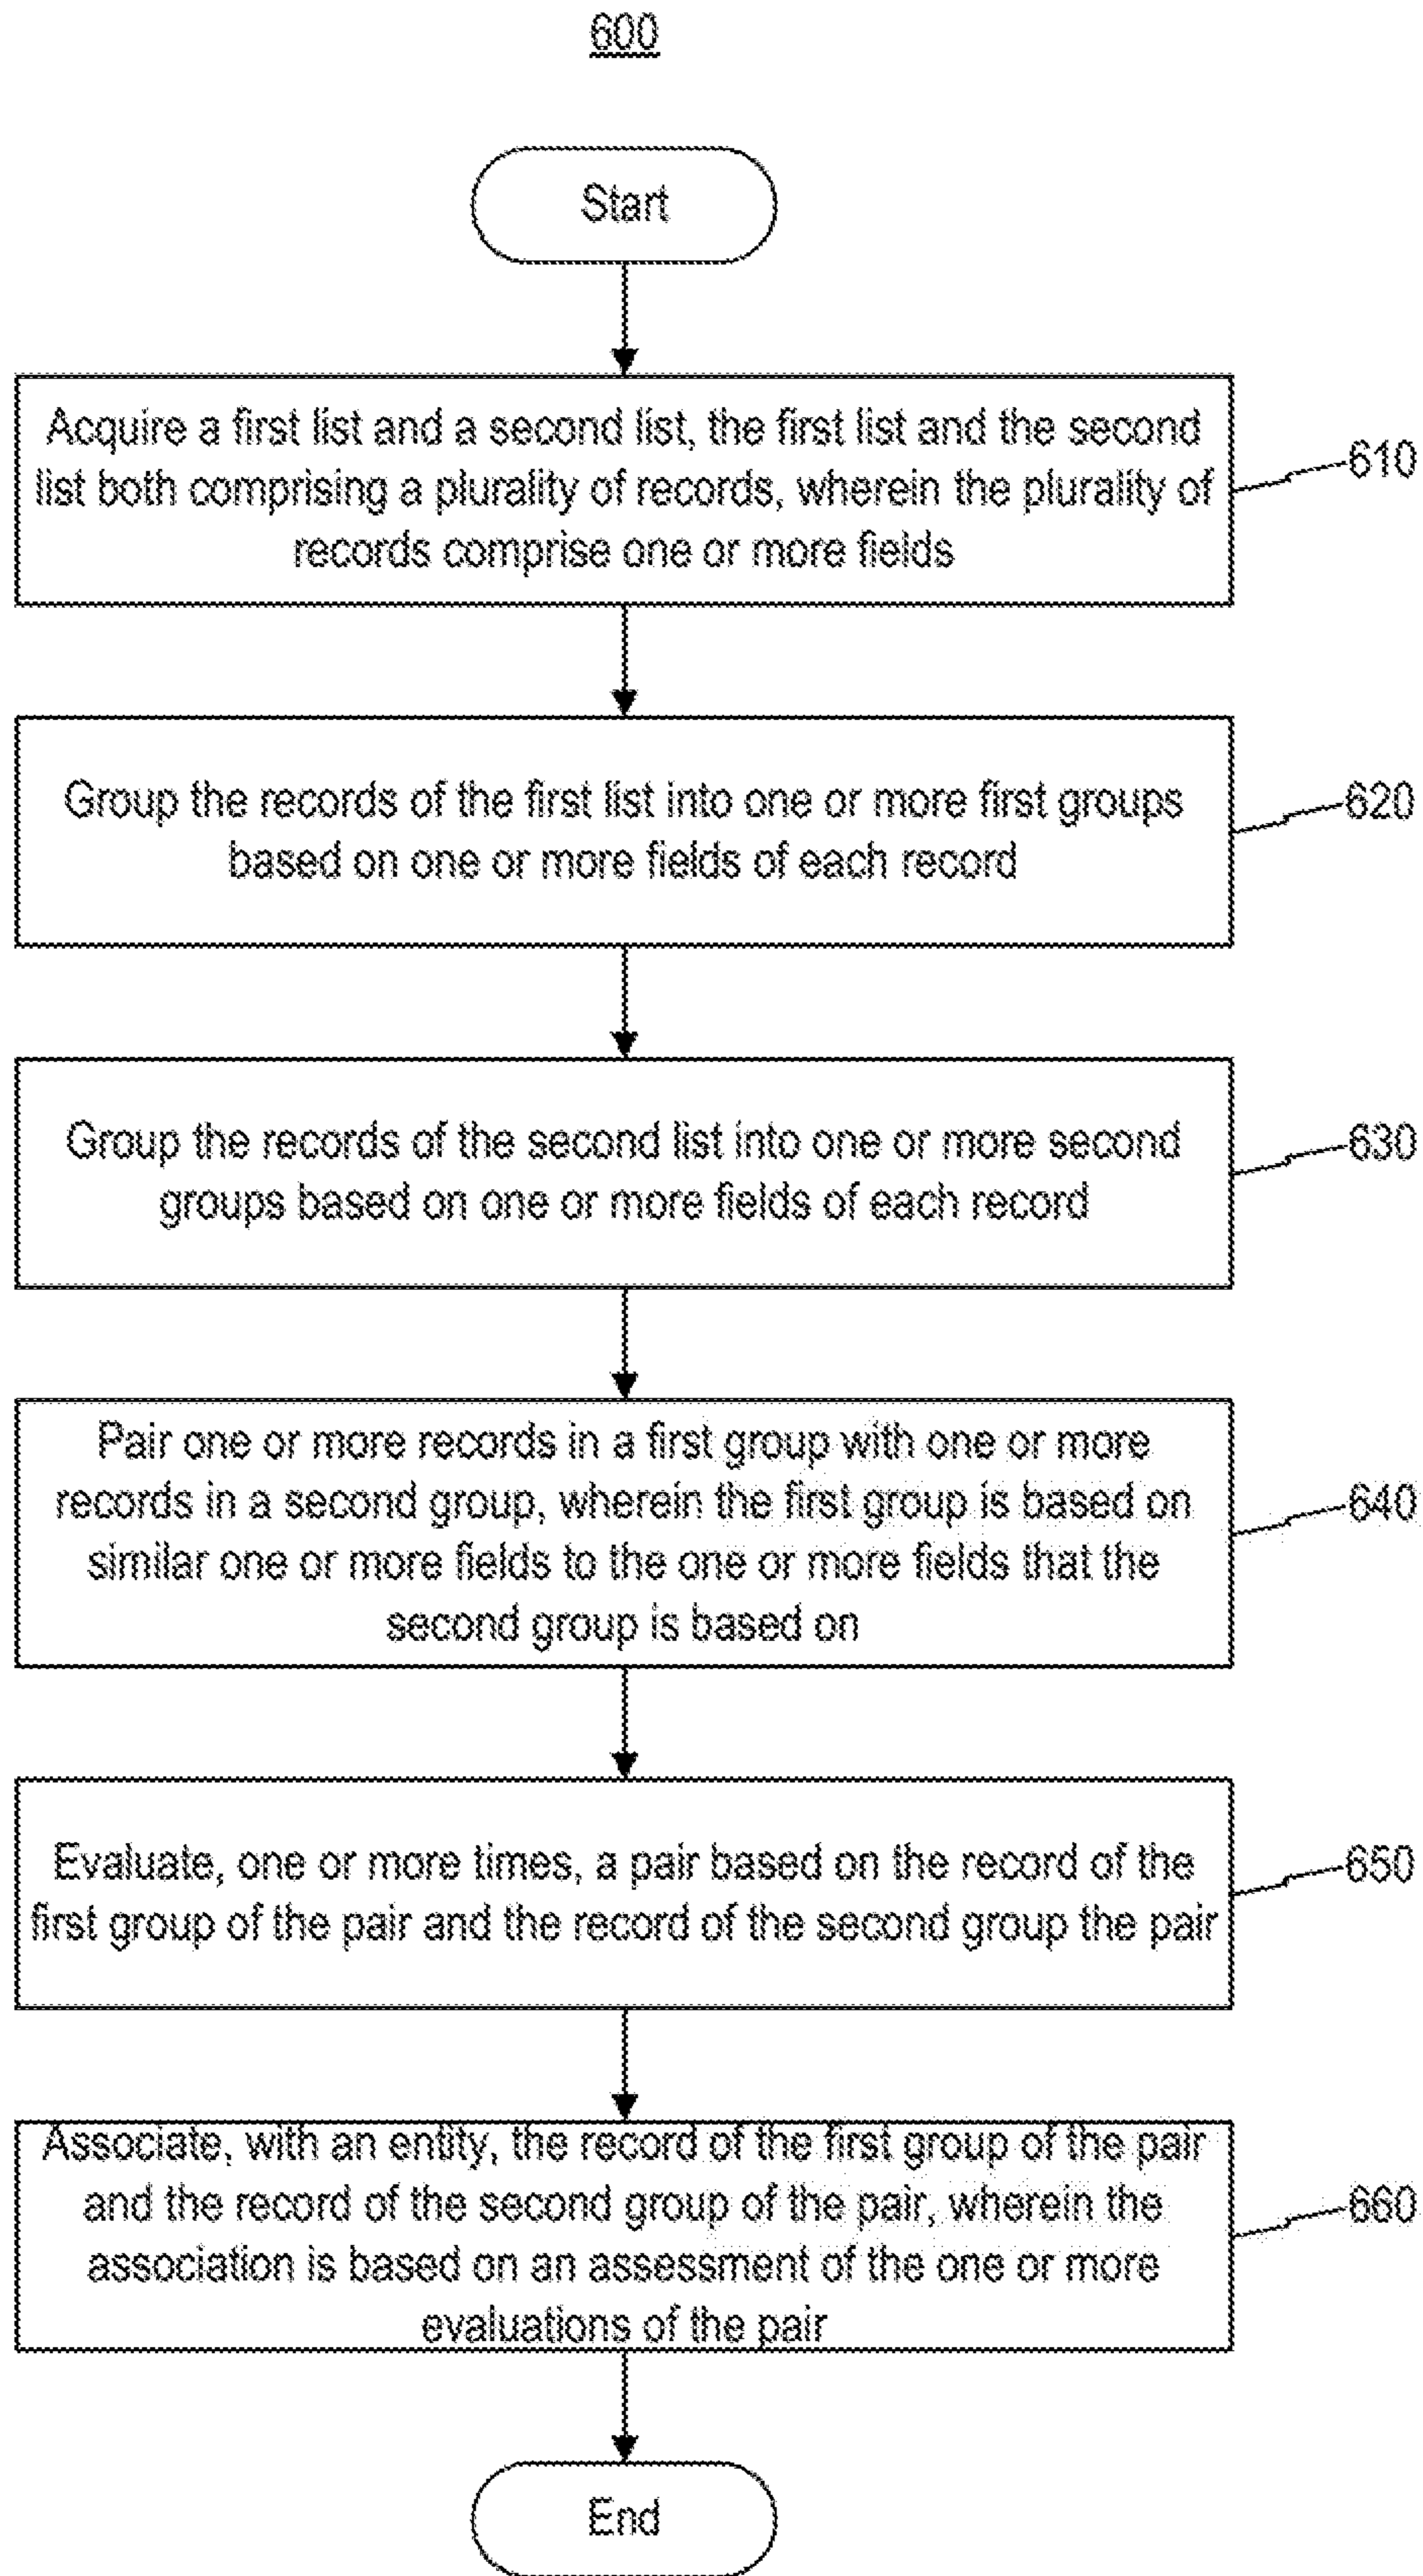 600
Start
Acquire a first list and a second list, the first list and the second
list both comprising a plurality of records, wherein the plurality of
records comprise one or more fields
610
Group the records of the first list into one or more first groups
based on one or more fields of each record
620
Group the records of the second list into one or more second
groups based on one or more fields of each record
630
Pair one or more records in a first group with one or more
records in a second group, wherein the first group is based on
similar one or more fields to the one or more fields that the
second group is based on
640
Evaluate, one or more times, a pair based on the record of the
first group of the pair and the record of the second group the pair
650
Associate, with an entity, the record of the first group of the pair
and the record of the second group of the pair, wherein the
association is based on an assessment of the one or more
evaluations of the pair
660
End